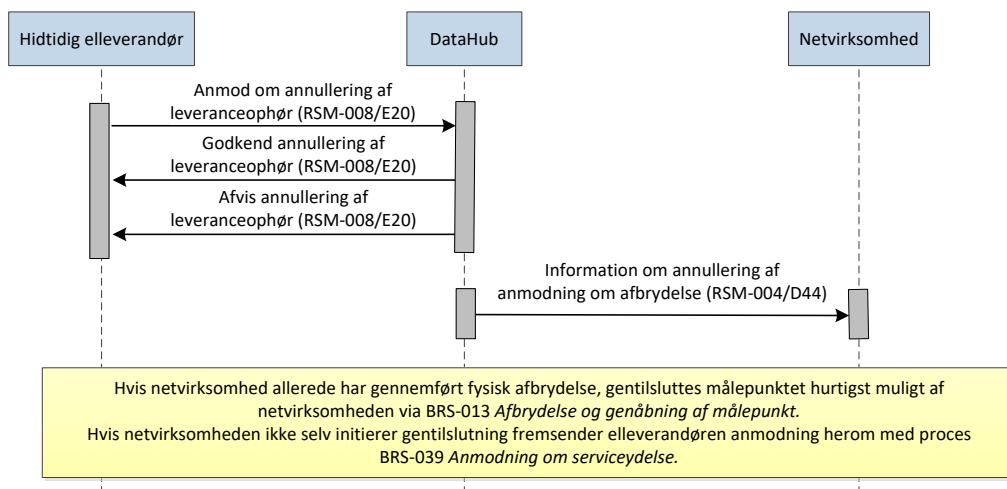 Hidtidig elleverandør
DataHub
Netvirksomhed
Anmod om annullering af
leveranceophør (RSM-008/E20)
Godkend annullering af
leveranceophør (RSM-008/E20)
Afvis annullering af
leveranceophør (RSM-008/E20)
Information om annullering af
anmodning om afbrydelse (RSM-004/D44)
Hvis netvirksomhed allerede har gennemført fysisk afbrydelse, gentilsluttes målepunktet hurtigst muligt af
netvirksomheden via BRS-013 Afbrydelse og genåbning af målepunkt.
Hvis netvirksomheden ikke selv initierer gentilslutning fremsender elleverandøren anmodning herom med proces
BRS-039 Anmodning om serviceydelse.